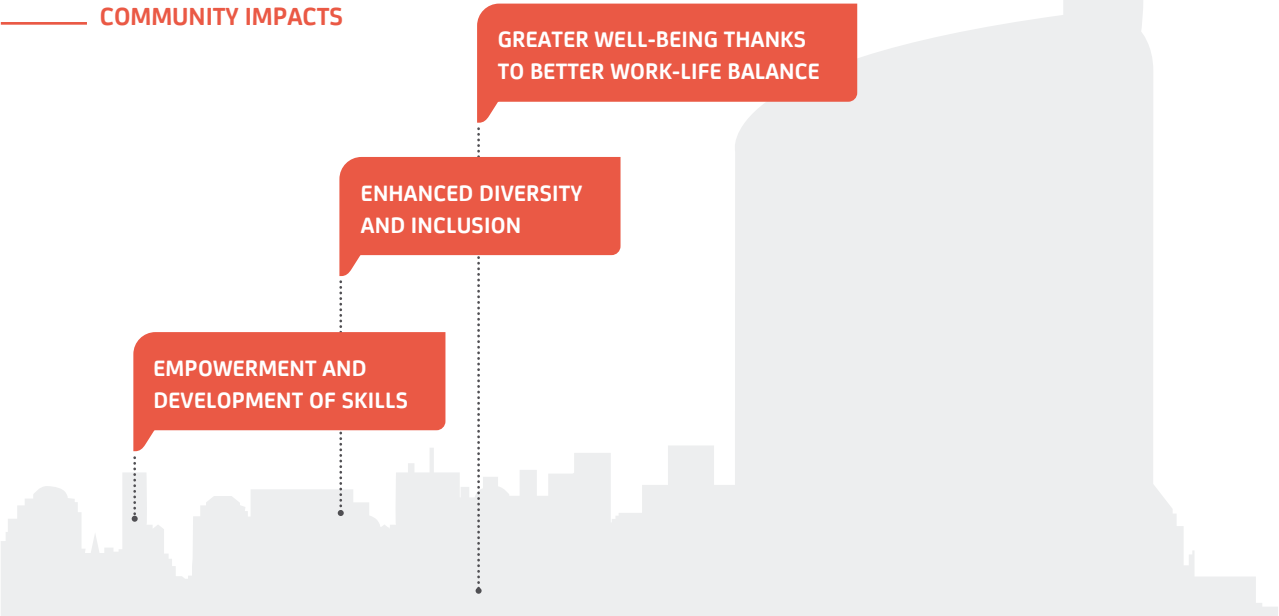 COMMUNITY IMPACTS
GREATER WELL-BEING THANKS
TO BETTER WORK-LIFE BALANCE
ENHANCED DIVERSITY
AND INCLUSION
EMPOWERMENT AND
DEVELOPMENT OF SKILLS